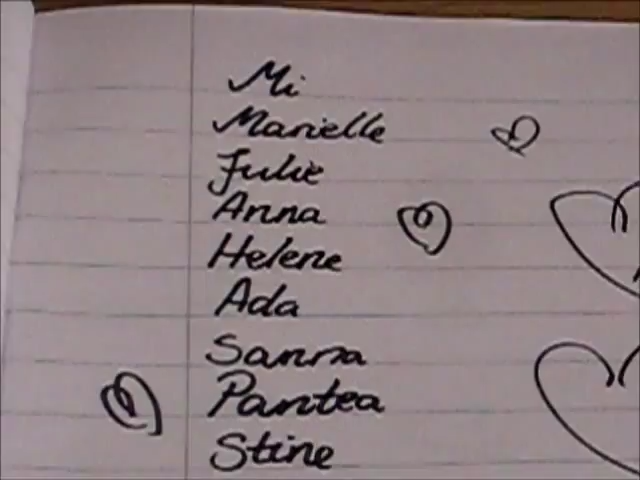 Mi
Marielle
Julie
Anna
Helene
Ada
Sanna
Pantea
Stine